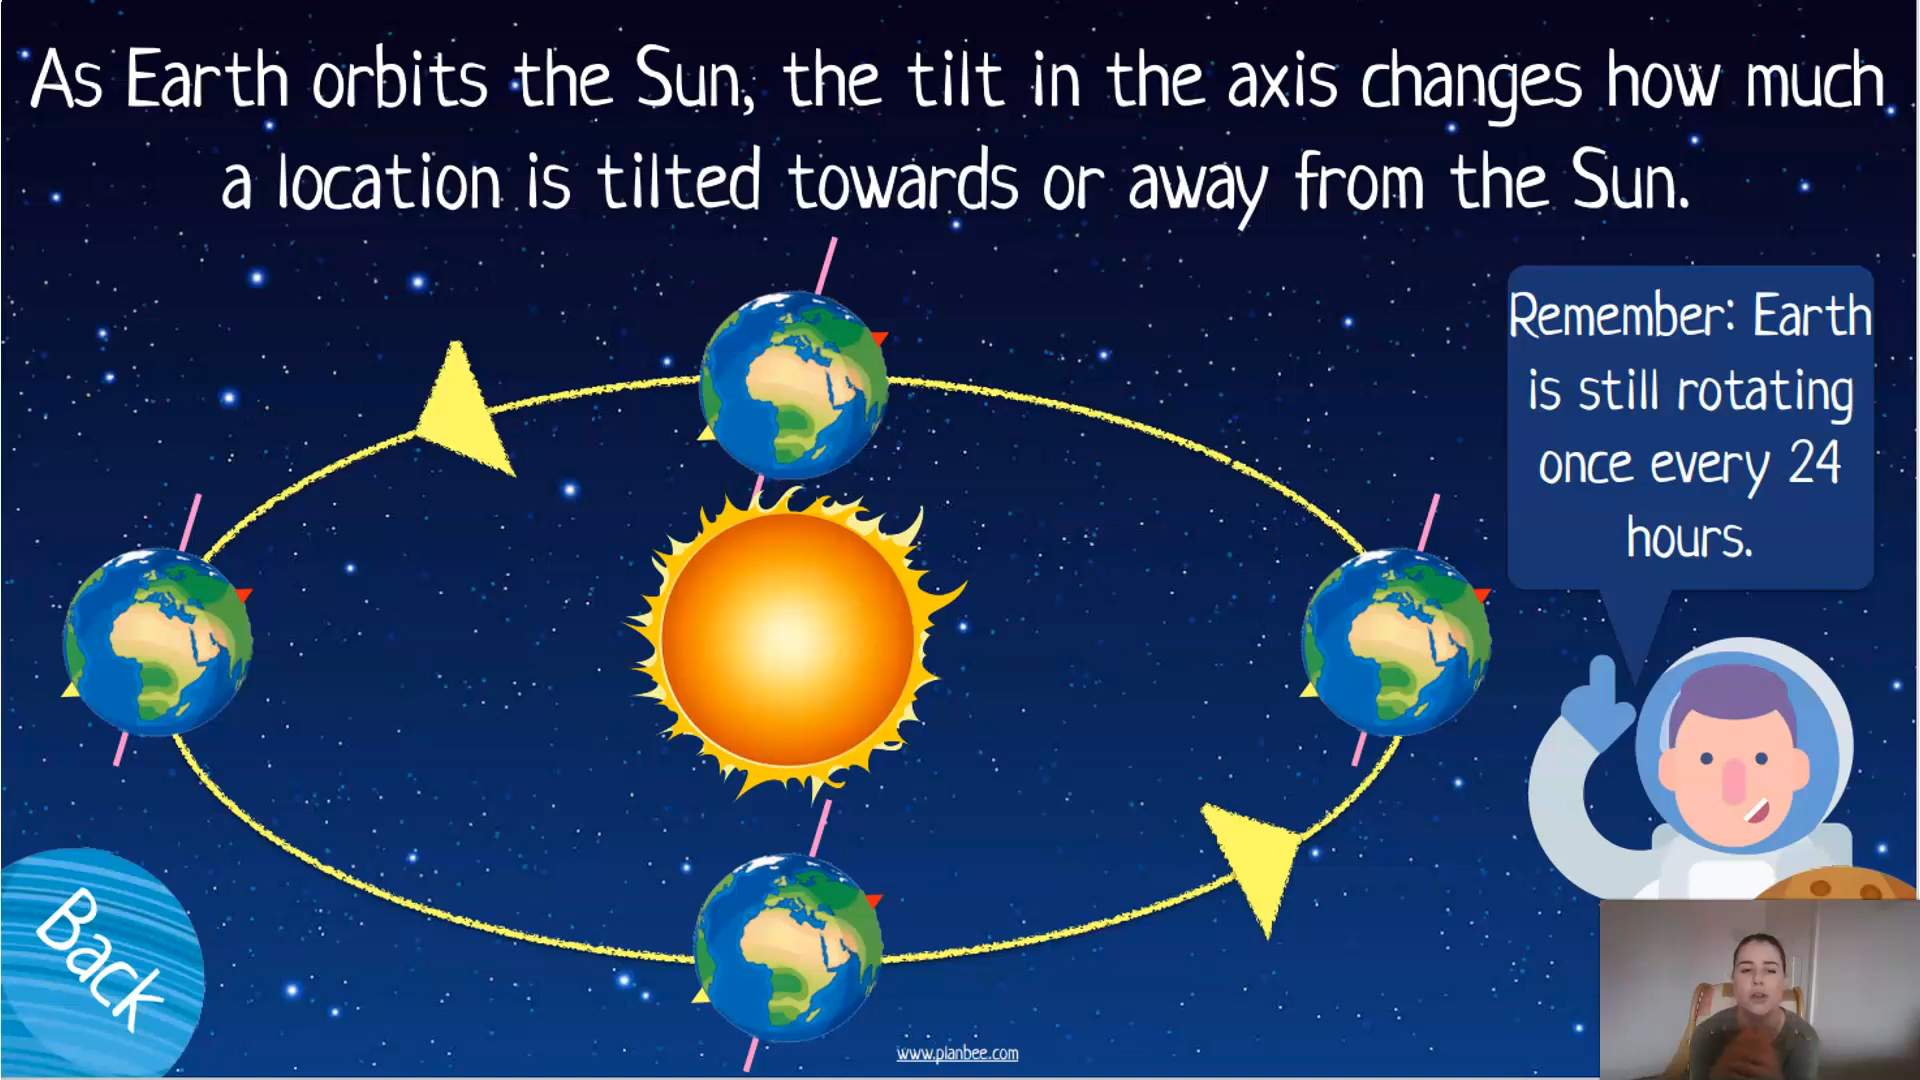 As Earth orbits the Sun, the tilt in the axis changes how much
a location is tilted towards or away from the Sun.
Remember: Earth
is still rotating
once every 24
hours.
Back
www.planbee.com